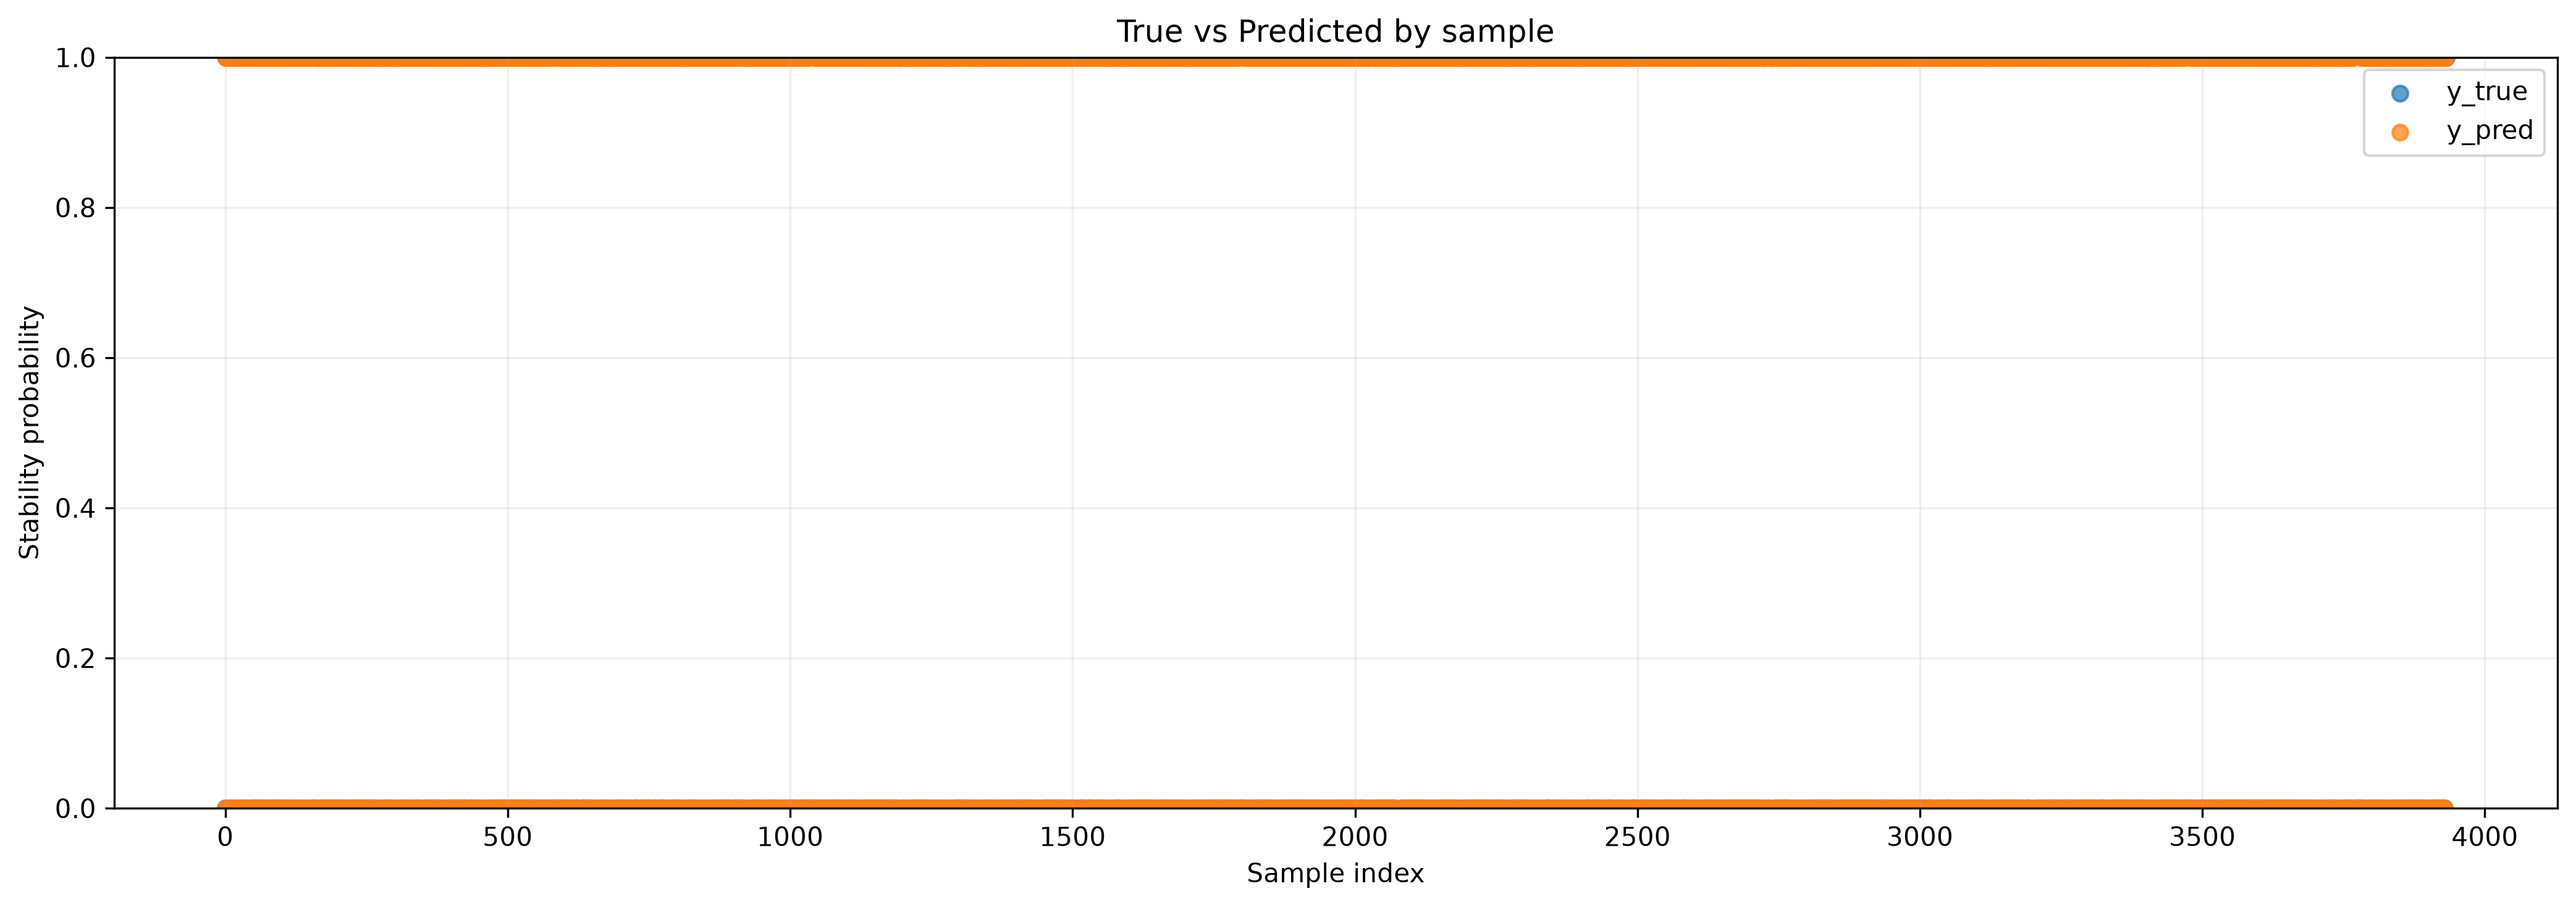 True vs Predicted by sample
1.0
0.8
0.6
0.4
0.2
0.0
Stability probability
y_true
y_pred
0 500 1000 1500 2000 2500 3000 3500 4000
Sample index